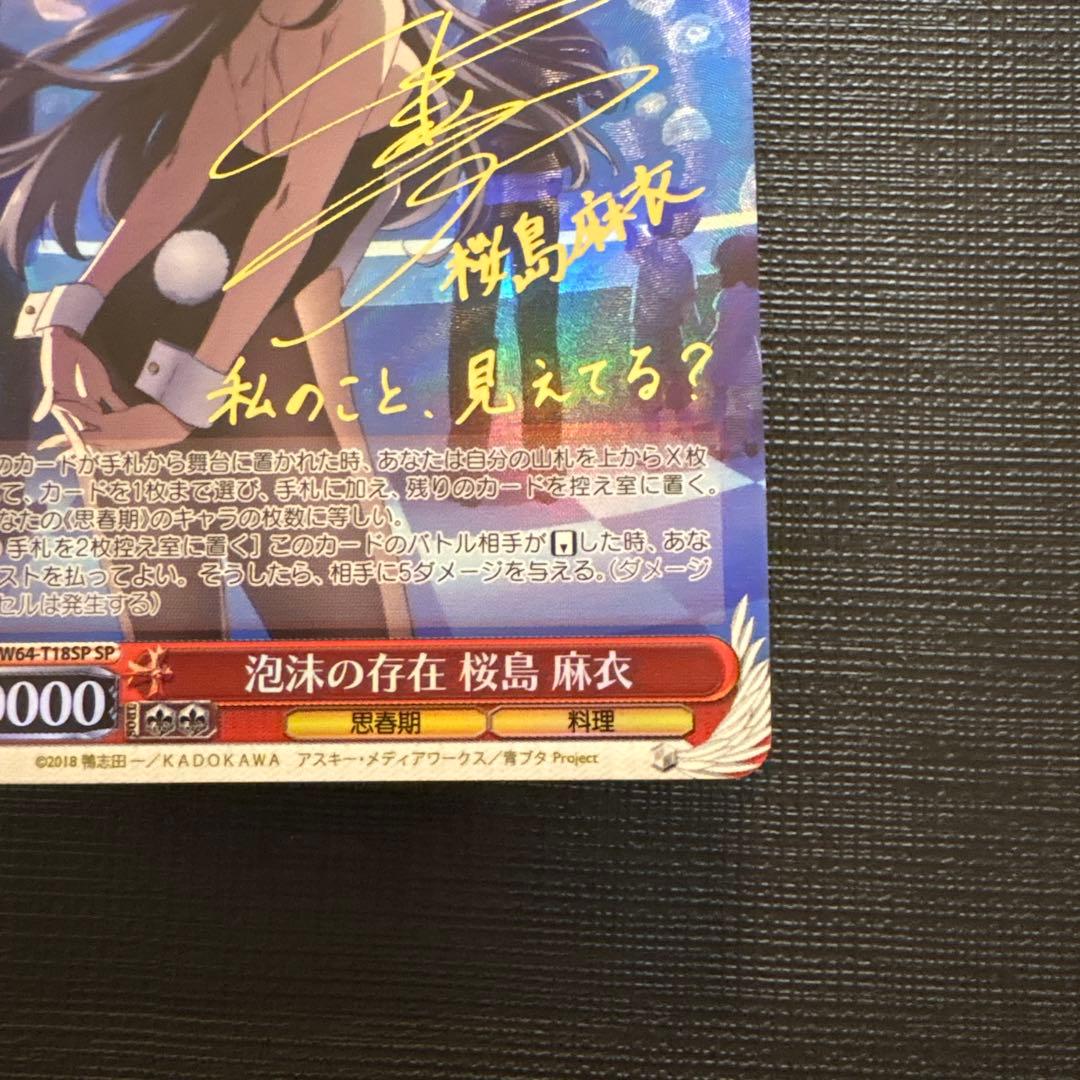 桜島麻衣
私のこと、見えてる？
のカードが手札から舞台に置かれた時、あなたは自分の山札を上からX枚
て、カードを1枚まで選び、手札に加え、残りのカードを控え室に置く。
なたの《思春期》のキャラの枚数に等しい。
手札を2枚控え室に置く］このカードのバトル相手が した時、あな
ストを払ってよい。そうしたら、相手に5ダメージを与える。（ダメージ
セルは発生する）
W64-T18SP SP
泡沫の存在 桜島 麻衣
0000
SOUL
思春期
料理
©2018 鴨志田 一／KADOKAWA アスキー・メディアワークス／青ブタ Project